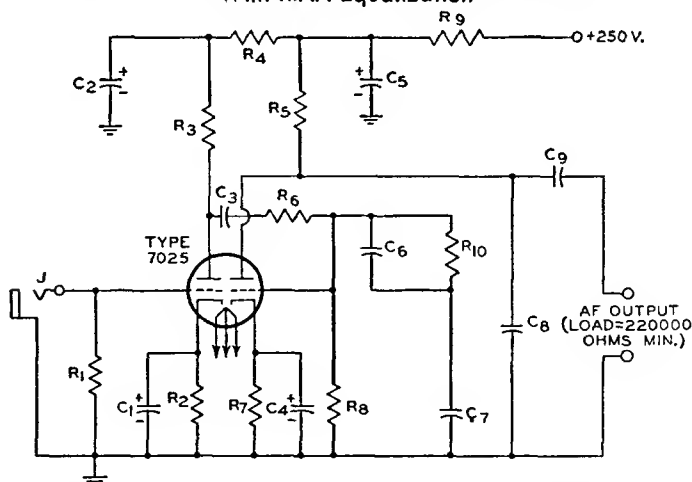 R9
+250 V.
R4
C2
+
-
+
-
C5
R3
R5
C9
C3
R6
TYPE
7025
C6
R10
J
AF OUTPUT
(LOAD=220000
OHMS MIN.)
C8
R1
C1
+
-
R2
R7
C4
+
-
R8
C7